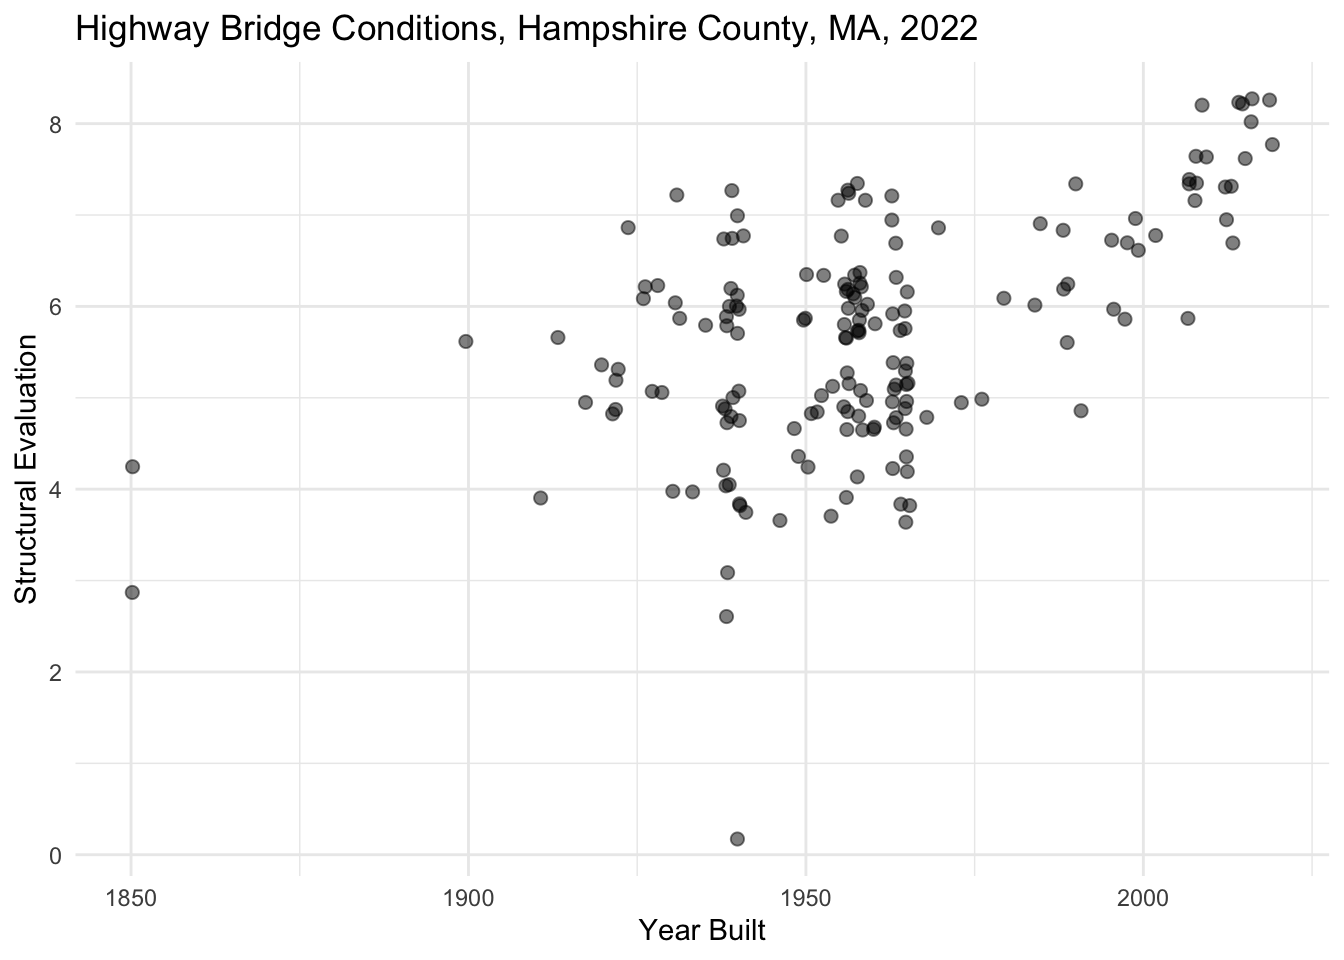 Highway Bridge Conditions, Hampshire County, MA, 2022
Structural Evaluation
8
6
4
2
0
1850 1900 1950 2000
Year Built